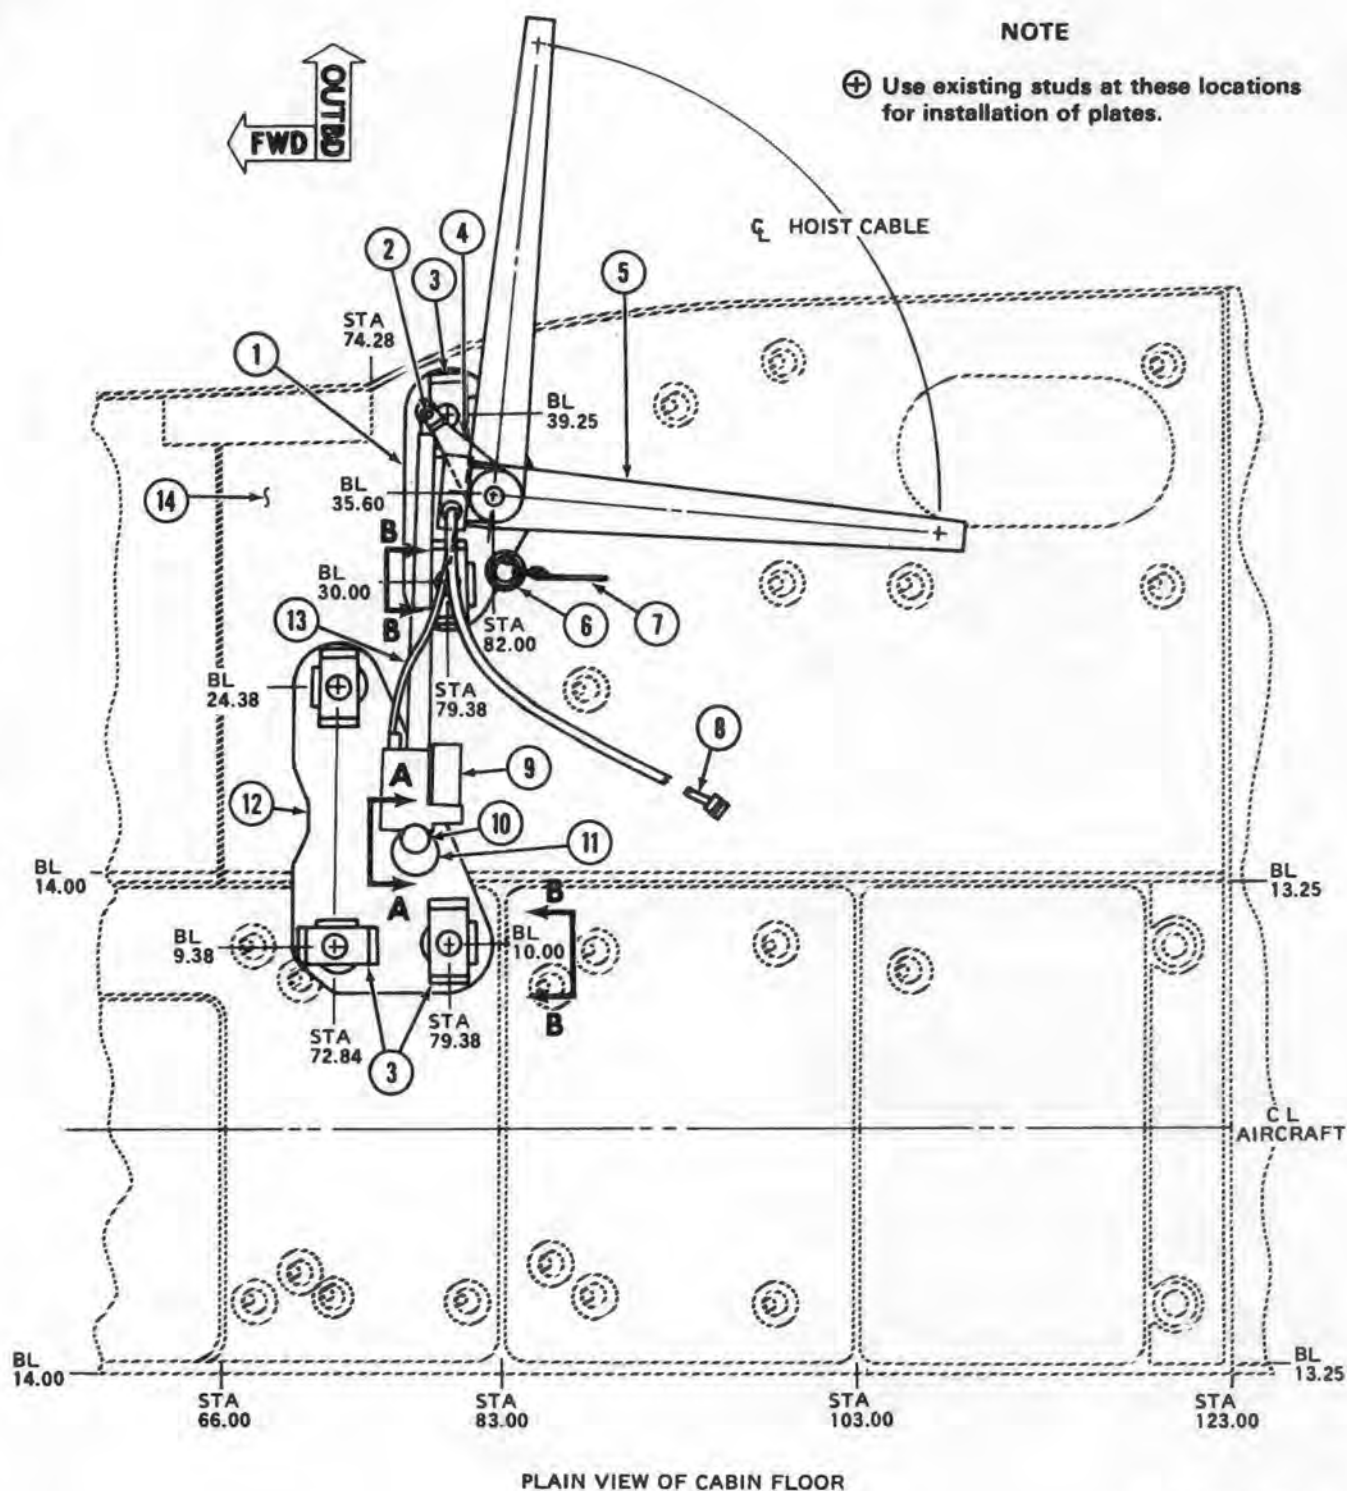 NOTE
⊕ Use existing studs at these locations
for installation of plates.
OUTBD
FWD
℄ HOIST CABLE
2
4
3
5
STA
74.28
1
BL
39.25
14
BL
35.60
B
BL
30.00
B
13
STA
82.00
6
7
BL
24.38
STA
79.38
8
A
9
12
10
11
BL
14.00
A
B
BL
13.25
BL
9.38
BL
10.00
B
STA
72.84
STA
79.38
3
C L
AIRCRAFT
BL
14.00
BL
13.25
STA
66.00
STA
83.00
STA
103.00
STA
123.00
PLAIN VIEW OF CABIN FLOOR